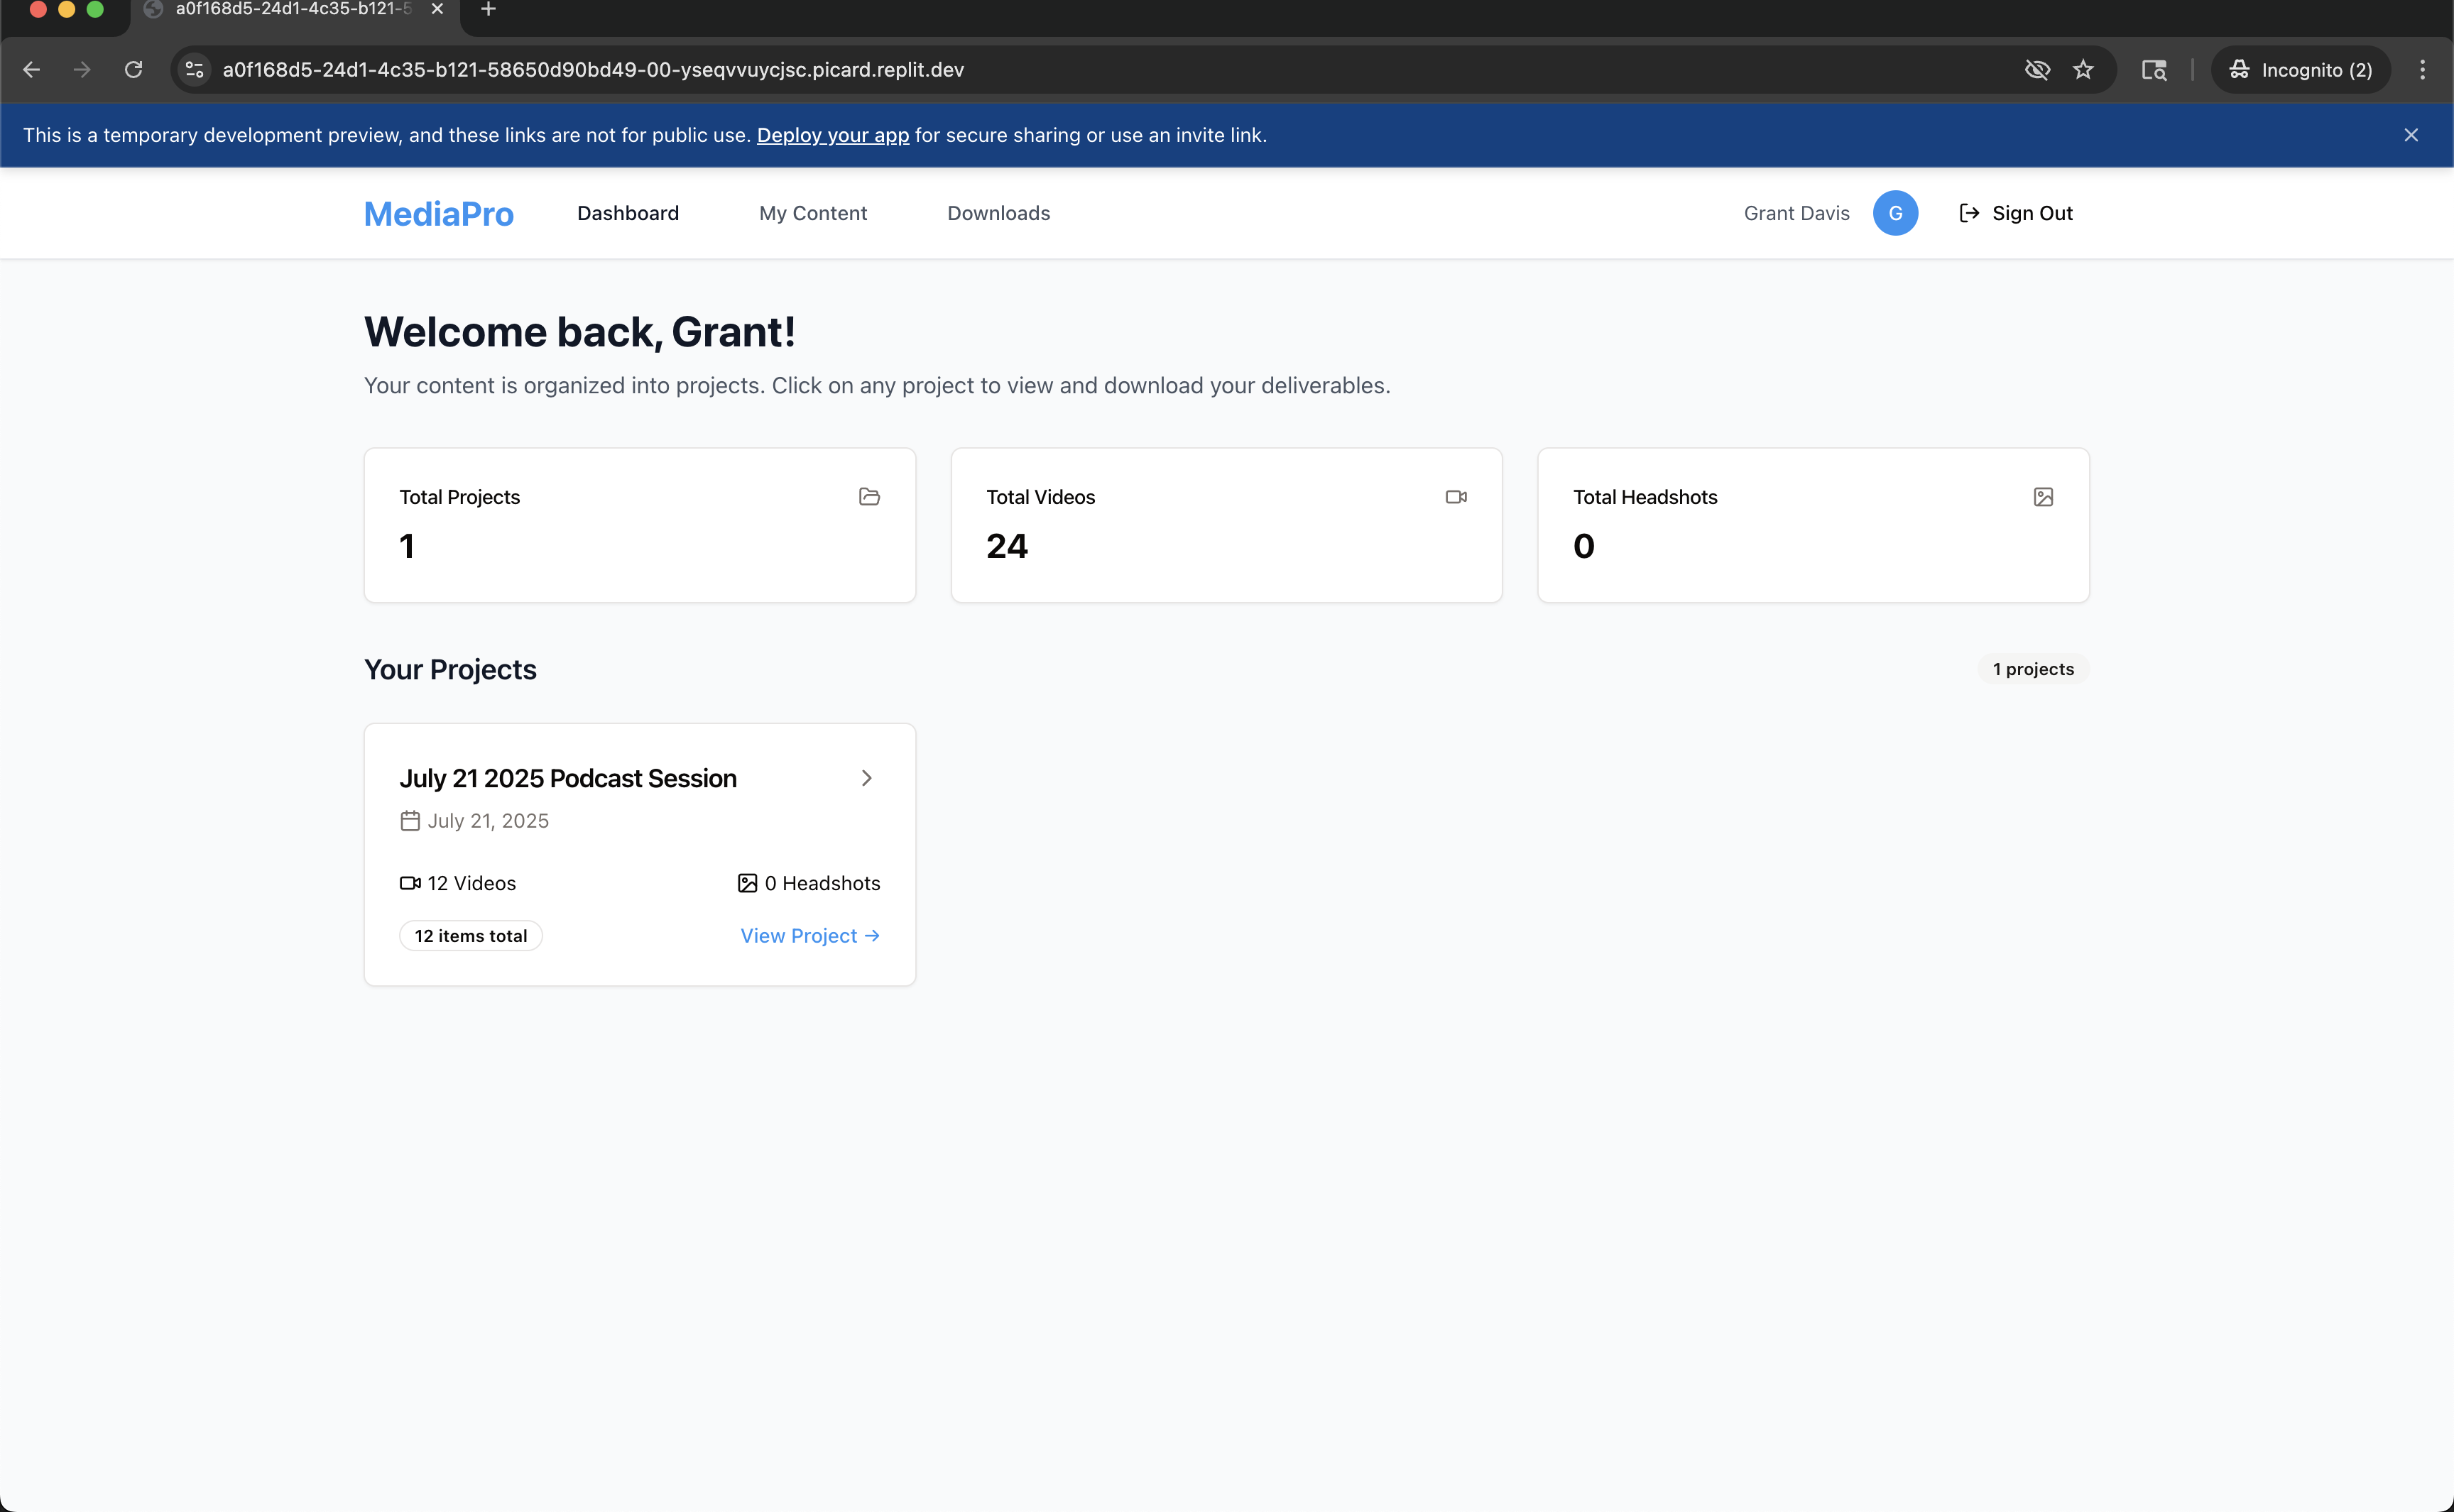 a0f168d5-24d1-4c35-b121-5
a0f168d5-24d1-4c35-b121-58650d90bd49-00-yseqvvuycjsc.picard.replit.dev
Incognito (2)
This is a temporary development preview, and these links are not for public use. Deploy your app for secure sharing or use an invite link.
MediaPro
Dashboard
My Content
Downloads
Grant Davis
G
Sign Out
Welcome back, Grant!
Your content is organized into projects. Click on any project to view and download your deliverables.
Total Projects
1
Total Videos
24
Total Headshots
0
Your Projects
1 projects
July 21 2025 Podcast Session
July 21, 2025
12 Videos
0 Headshots
12 items total
View Project →